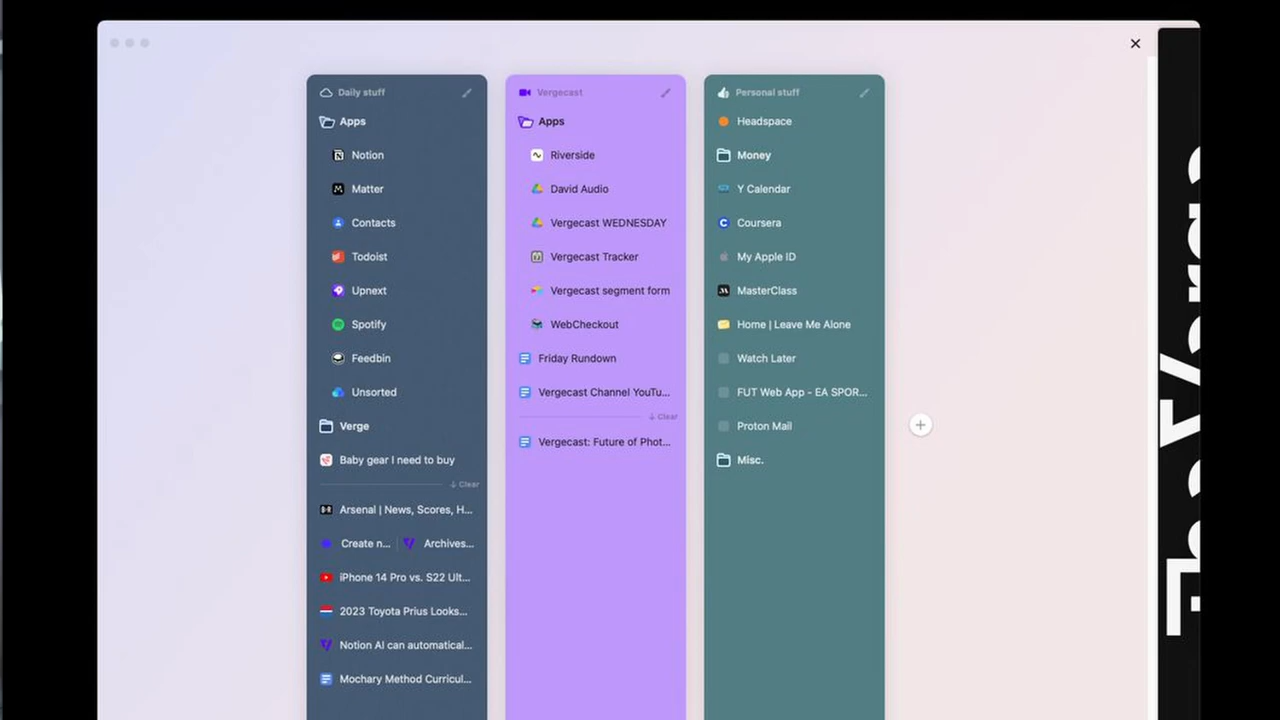 Daily stuff
Apps
Notion
Matter
Contacts
Todoist
Upnext
Spotify
Feedbin
Unsorted
Verge
Baby gear I need to buy
Clear
Arsenal | News, Scores, H...
Create n... Archives...
iPhone 14 Pro vs. S22 Ult...
2023 Toyota Prius Looks...
Notion AI can automatical...
Mochary Method Curricul...
Vergecast
Apps
Riverside
David Audio
Vergecast WEDNESDAY
Vergecast Tracker
Vergecast segment form
WebCheckout
Friday Rundown
Vergecast Channel YouTu...
Clear
Vergecast: Future of Phot...
Personal stuff
Headspace
Money
Y Calendar
Coursera
My Apple ID
MasterClass
Home | Leave Me Alone
Watch Later
FUT Web App - EA SPOR...
Proton Mail
Misc.